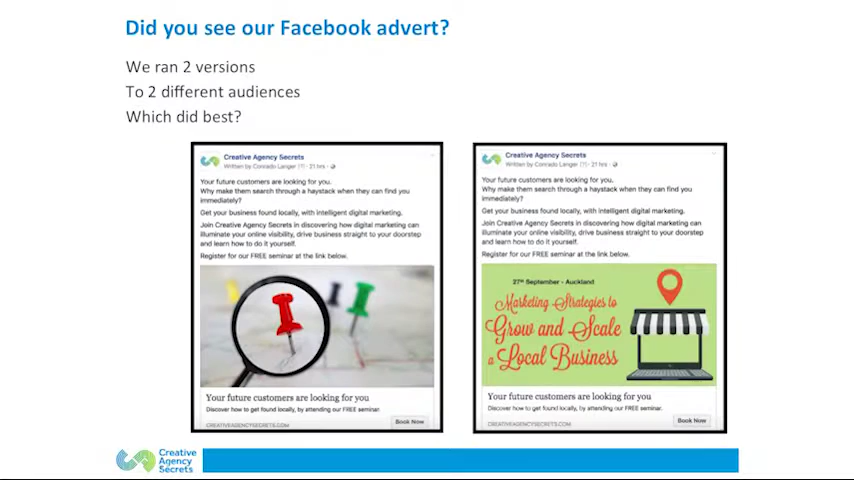 Did you see our Facebook advert?
We ran 2 versions
To 2 different audiences
Which did best?
Creative Agency Secrets
Written by Conrado Langer · 21 hrs ·
Your future customers are looking for you.
Why make them search through a haystack when they can find you
immediately?
Get your business found locally, with intelligent digital marketing.
Join Creative Agency Secrets in discovering how digital marketing can
illuminate your online visibility, drive business straight to your doorstep
and learn how to do it yourself.
Register for our FREE seminar at the link below.
Your future customers are looking for you
Discover how to get found locally, by attending our FREE seminar.
CREATIVEAGENCYSECRETS.COM
Book Now
Creative Agency Secrets
Written by Conrado Langer · 21 hrs ·
Your future customers are looking for you.
Why make them search through a haystack when they can find you
immediately?
Get your business found locally, with intelligent digital marketing.
Join Creative Agency Secrets in discovering how digital marketing can
illuminate your online visibility, drive business straight to your doorstep
and learn how to do it yourself.
Register for our FREE seminar at the link below.
27th September - Auckland
Marketing Strategies to
Grow and Scale
a Local Business
Your future customers are looking for you
Discover how to get found locally, by attending our FREE seminar.
CREATIVEAGENCYSECRETS.COM
Book Now
Creative
Agency
Secrets